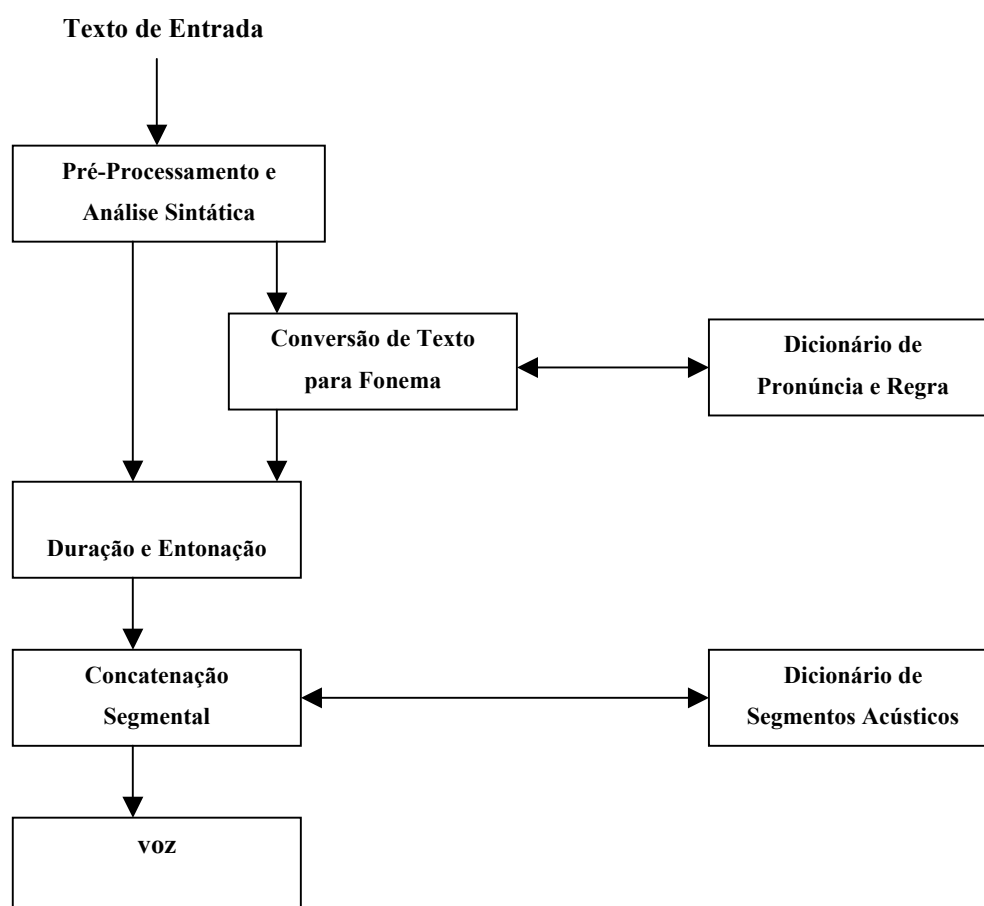 Texto de Entrada
Pré-Processamento e
Análise Sintática
Conversão de Texto
para Fonema
Dicionário de
Pronúncia e Regra
Duração e Entonação
Concatenação
Segmental
Dicionário de
Segmentos Acústicos
voz